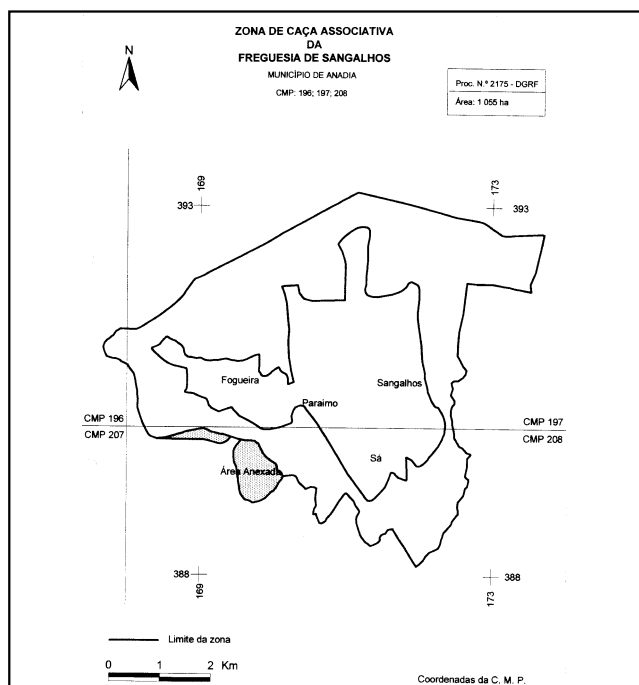 ZONA DE CAÇA ASSOCIATIVA
DA
FREGUESIA DE SANGALHOS
MUNICÍPIO DE ANADIA
CMP: 196; 197; 208
N
Proc. N.º 2175 - DGRF
Área: 1 055 ha
169
173
393
393
Fogueira
Sangalhos
Paraimo
CMP 196
CMP 197
CMP 207
CMP 208
Sá
Área Anexada
388
388
169
173
Limite da zona
0 1 2 Km
Coordenadas da C. M. P.